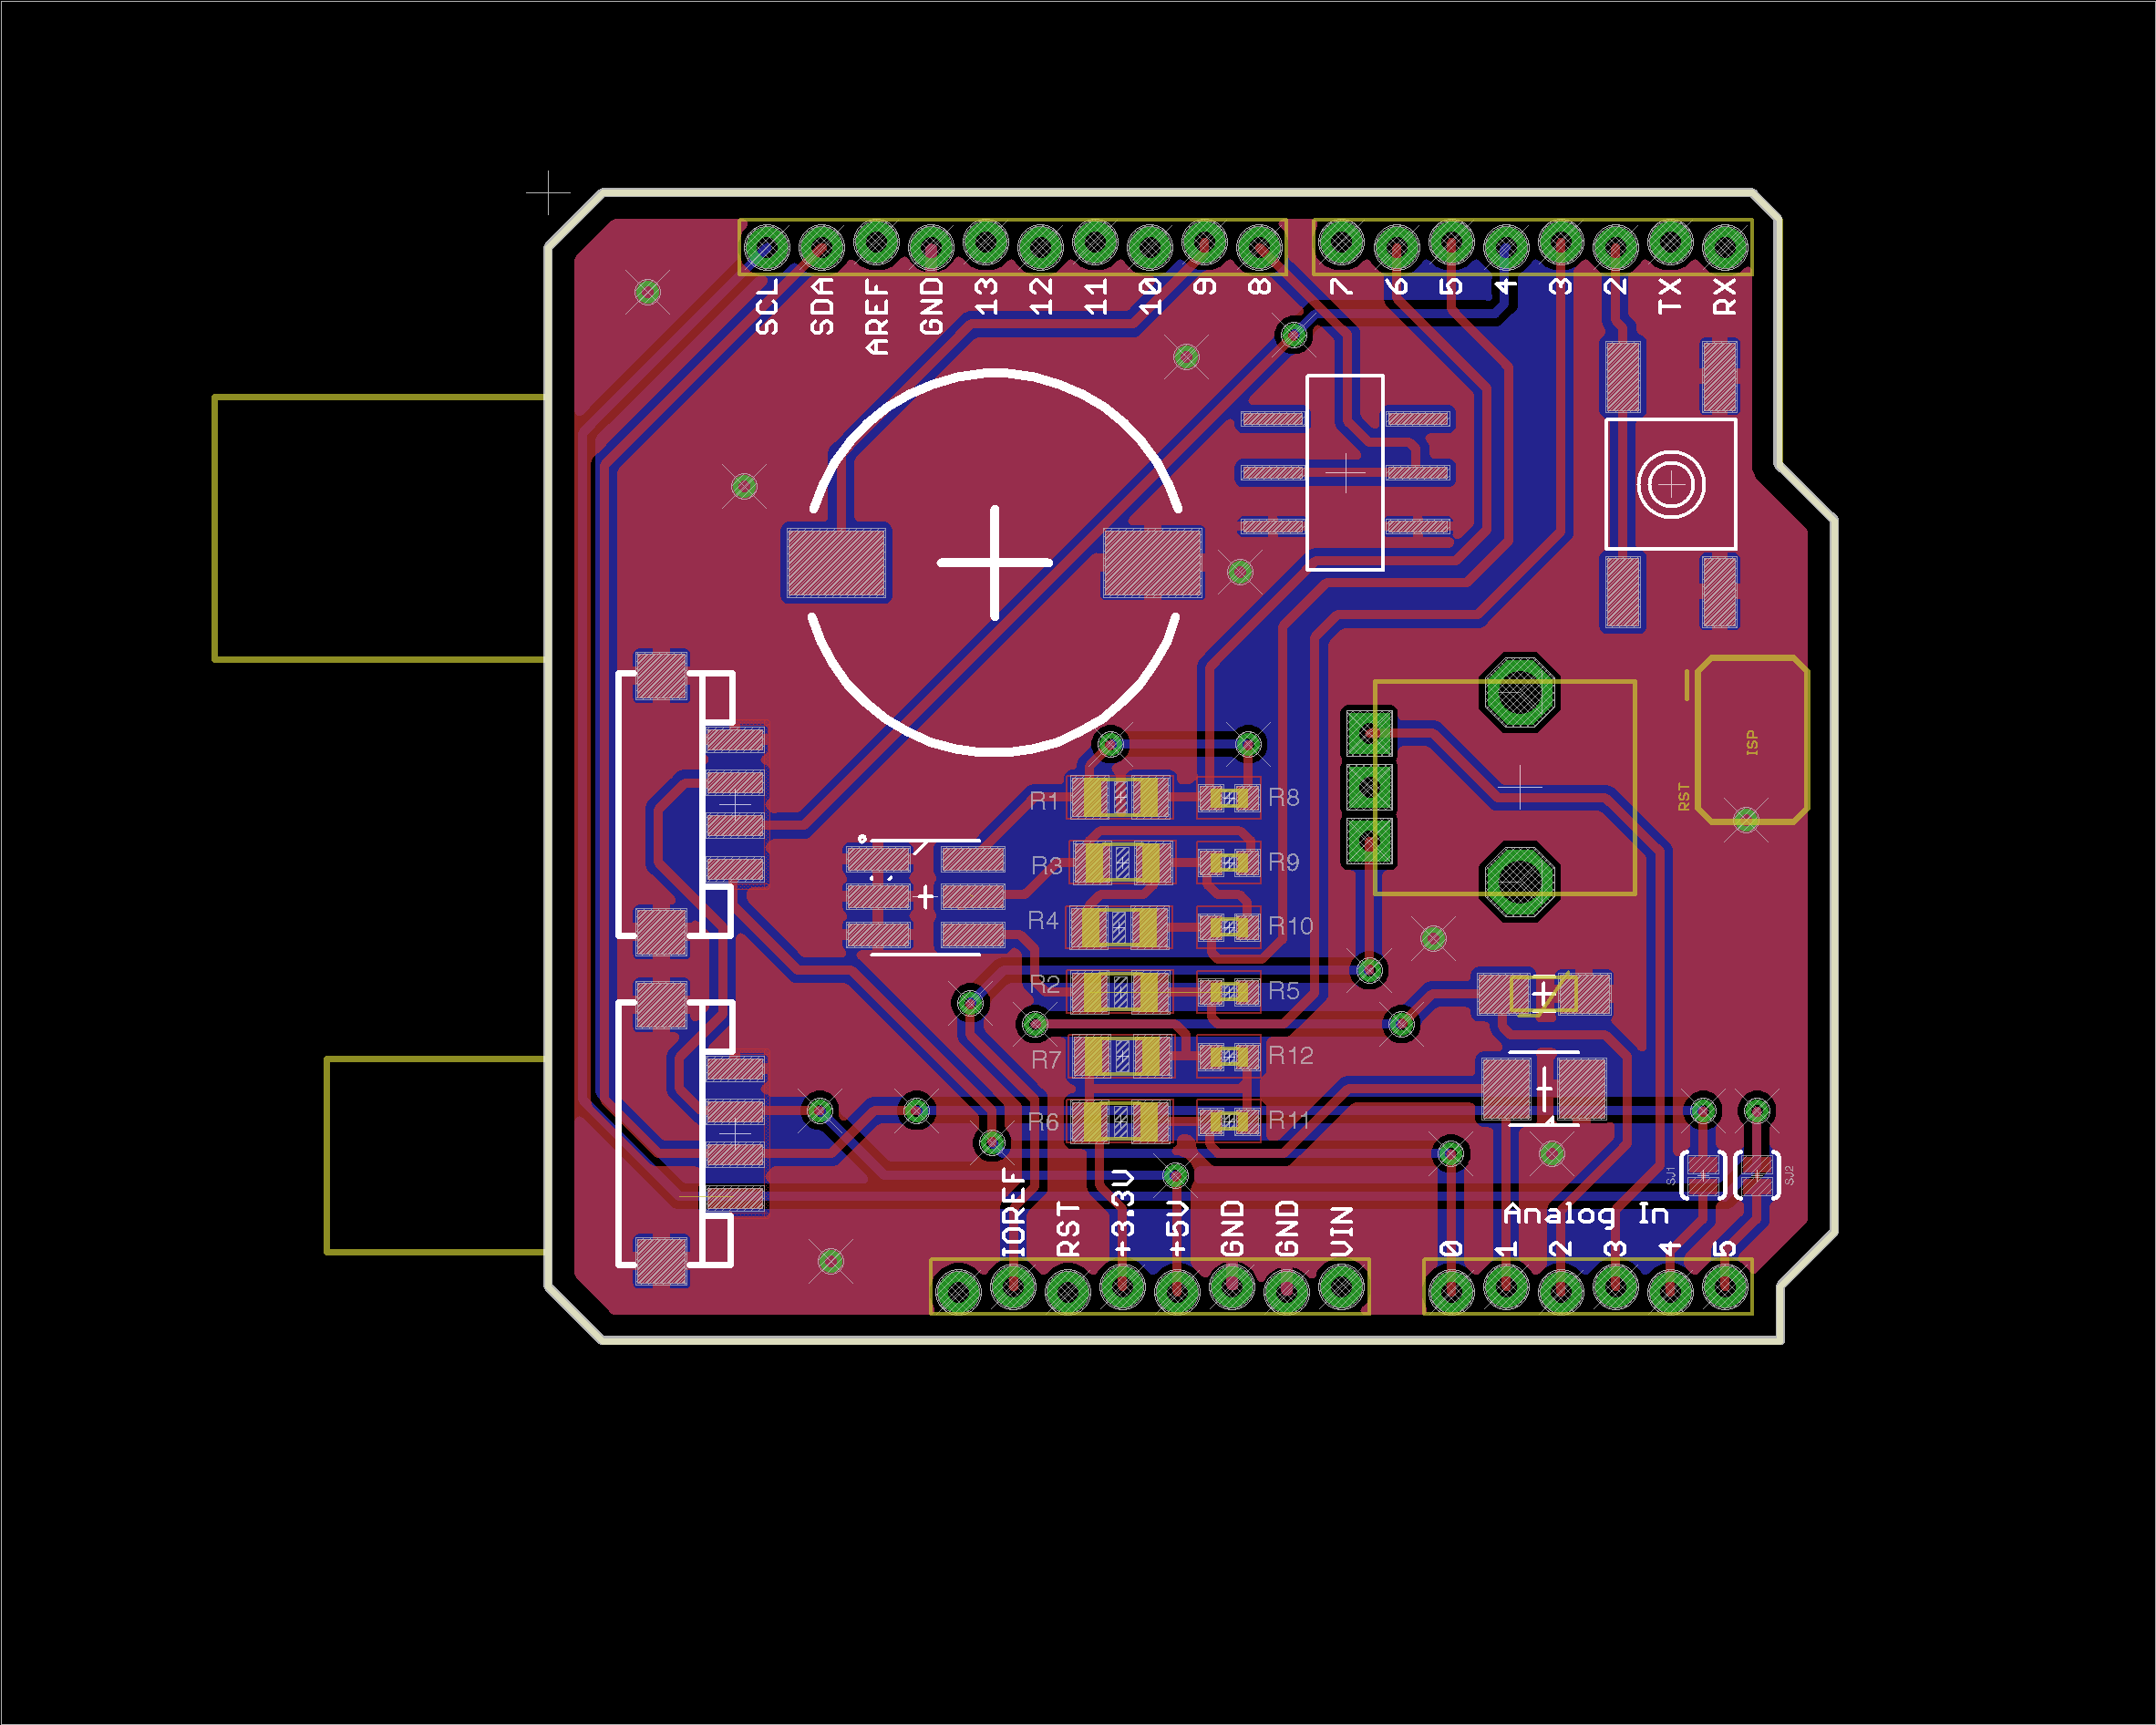 SCL
SDA
AREF
GND
13
12
11
10
9
8
7
6
5
4
3
2
TX
RX
ISP
RST
R1
R8
R3
R9
R4
R10
R2
R5
R7
R12
R6
R11
SJ1
SJ2
IOREF
RST
+3.3V
+5V
GND
GND
VIN
Analog In
0
1
2
3
4
5